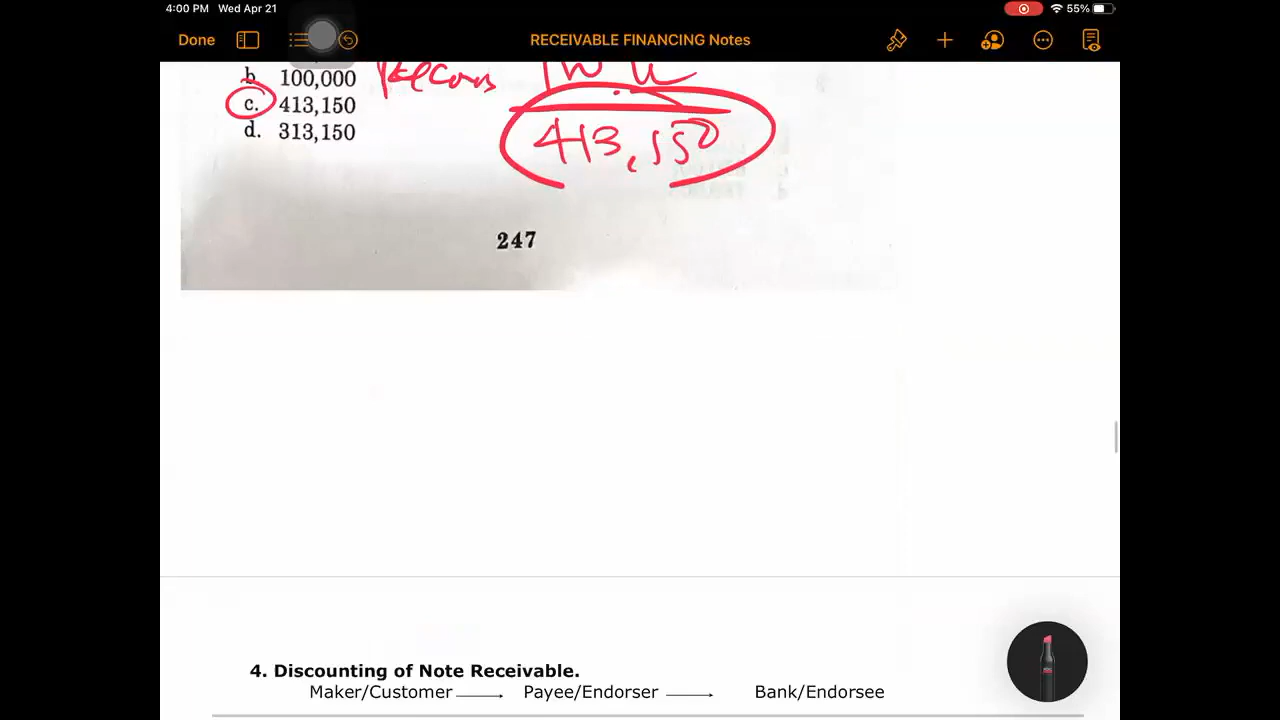 4:00 PM Wed Apr 21
55%
Done
RECEIVABLE FINANCING Notes
b. 100,000
c. 413,150
413,150
d. 313,150
247
4. Discounting of Note Receivable.
Maker/Customer → Payee/Endorser → Bank/Endorsee